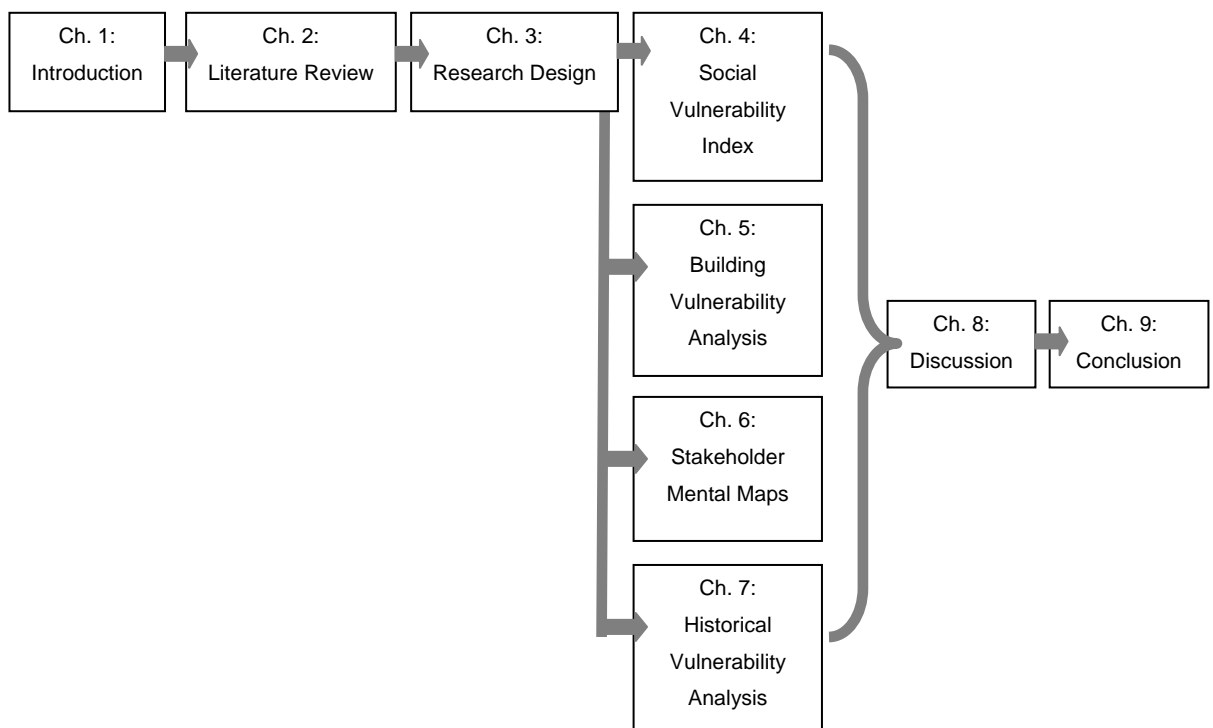 Ch. 1:
Introduction
Ch. 2:
Literature Review
Ch. 3:
Research Design
Ch. 4:
Social
Vulnerability
Index
Ch. 5:
Building
Vulnerability
Analysis
Ch. 6:
Stakeholder
Mental Maps
Ch. 7:
Historical
Vulnerability
Analysis
Ch. 8:
Discussion
Ch. 9:
Conclusion